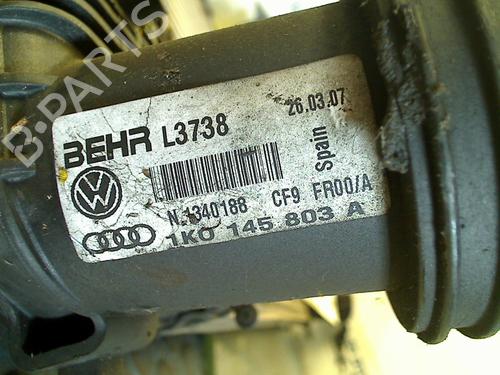 BEHR L3738 26.03.07
Spain
N.1340188 CF9 FR00/A
1K0 145 803 A
B-PARTS